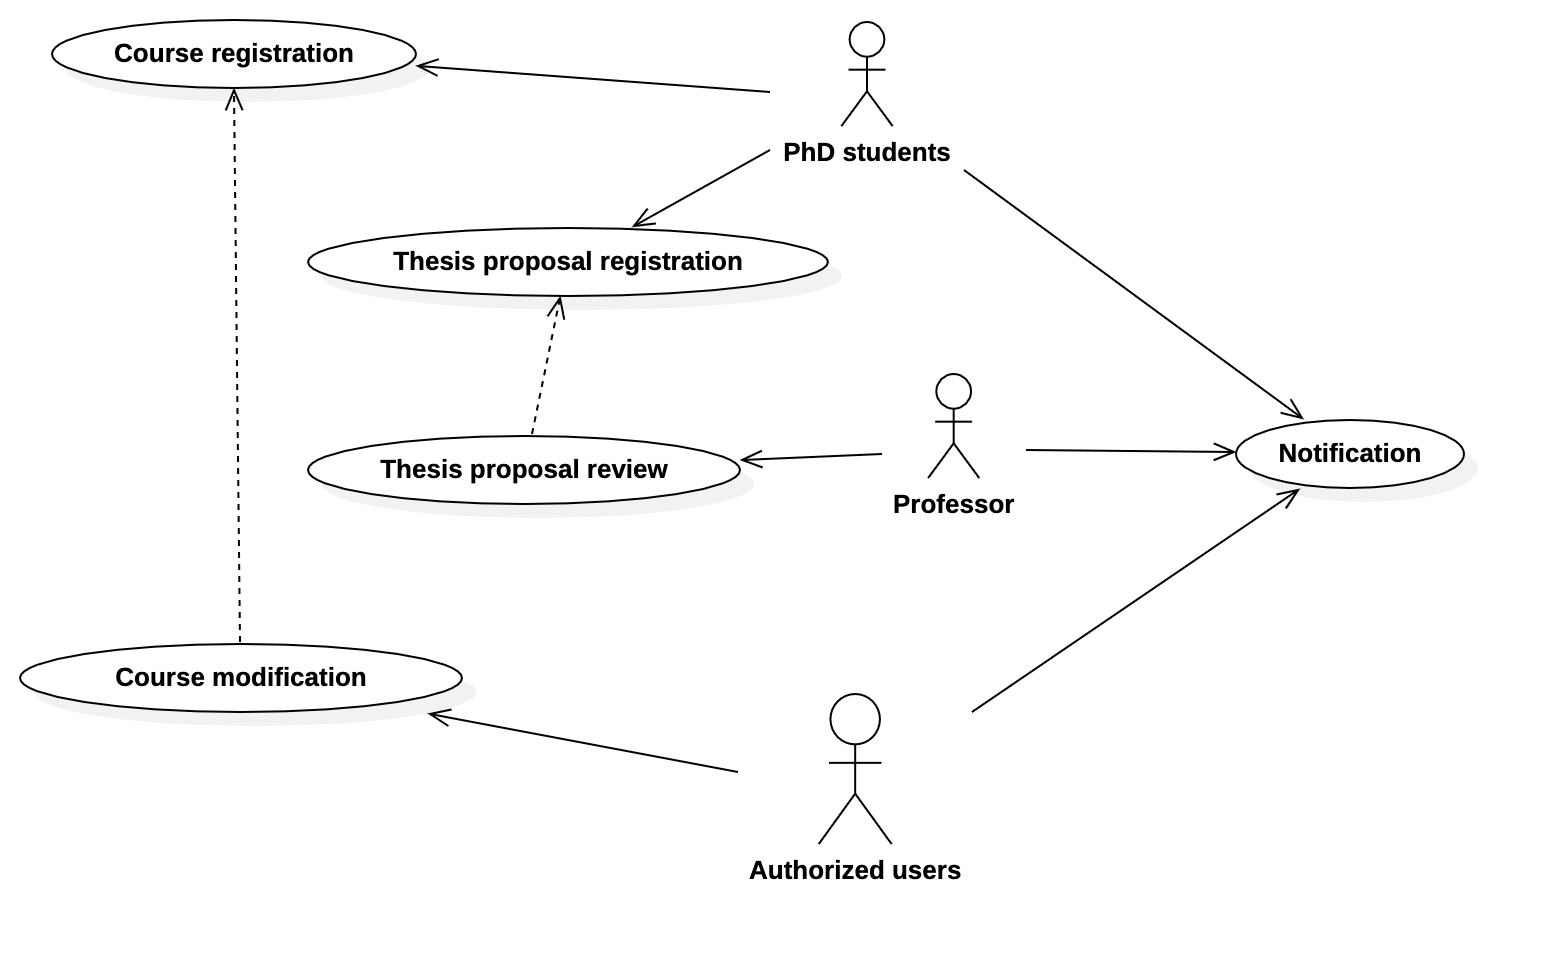 Course registration
PhD students
Thesis proposal registration
Notification
Thesis proposal review
Professor
Course modification
Authorized users